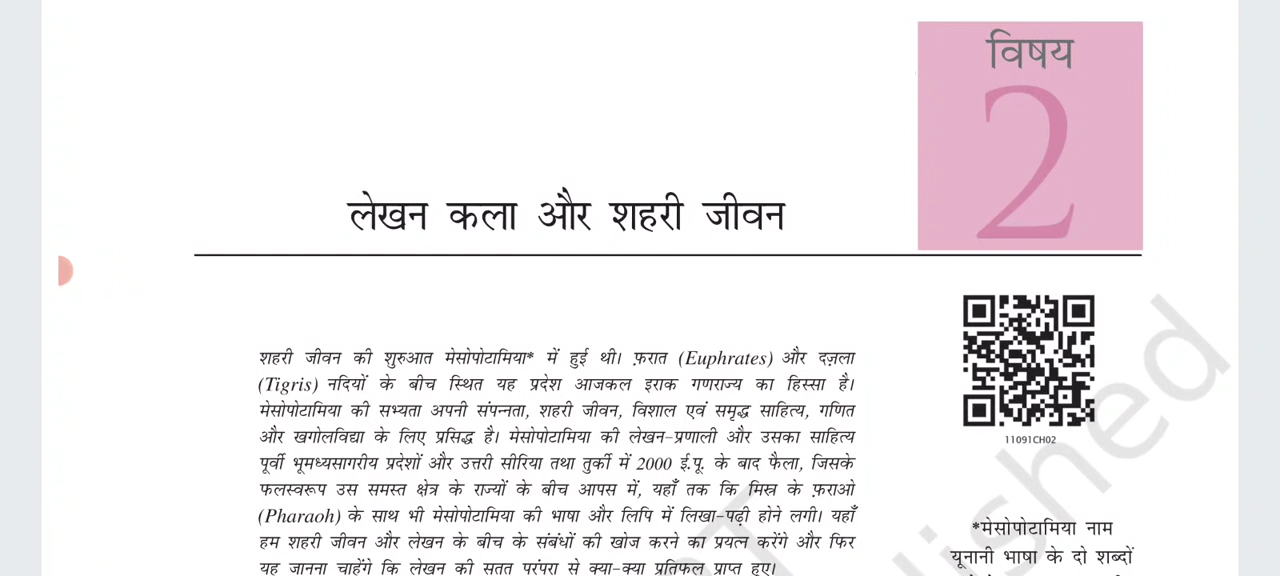 विषय
2
लेखन कला और शहरी जीवन
शहरी जीवन की शुरुआत मेसोपोटामिया* में हुई थी। फ़रात (Euphrates) और दज़ला
(Tigris) नदियों के बीच स्थित यह प्रदेश आजकल इराक गणराज्य का हिस्सा है।
मेसोपोटामिया की सभ्यता अपनी संपन्नता, शहरी जीवन, विशाल एवं समृद्ध साहित्य, गणित
और खगोलविद्या के लिए प्रसिद्ध है। मेसोपोटामिया की लेखन-प्रणाली और उसका साहित्य
पूर्वी भूमध्यसागरीय प्रदेशों और उत्तरी सीरिया तथा तुर्की में 2000 ई.पू. के बाद फैला, जिसके
फलस्वरूप उस समस्त क्षेत्र के राज्यों के बीच आपस में, यहाँ तक कि मिस्र के फ़राओ
(Pharaoh) के साथ भी मेसोपोटामिया की भाषा और लिपि में लिखा-पढ़ी होने लगी। यहाँ
हम शहरी जीवन और लेखन के बीच के संबंधों की खोज करने का प्रयत्न करेंगे और फिर
यह जानना चाहेंगे कि लेखन की सतत परंपरा से क्या-क्या प्रतिफल प्राप्त हुए।
11091CH02
*मेसोपोटामिया नाम
यूनानी भाषा के दो शब्दों